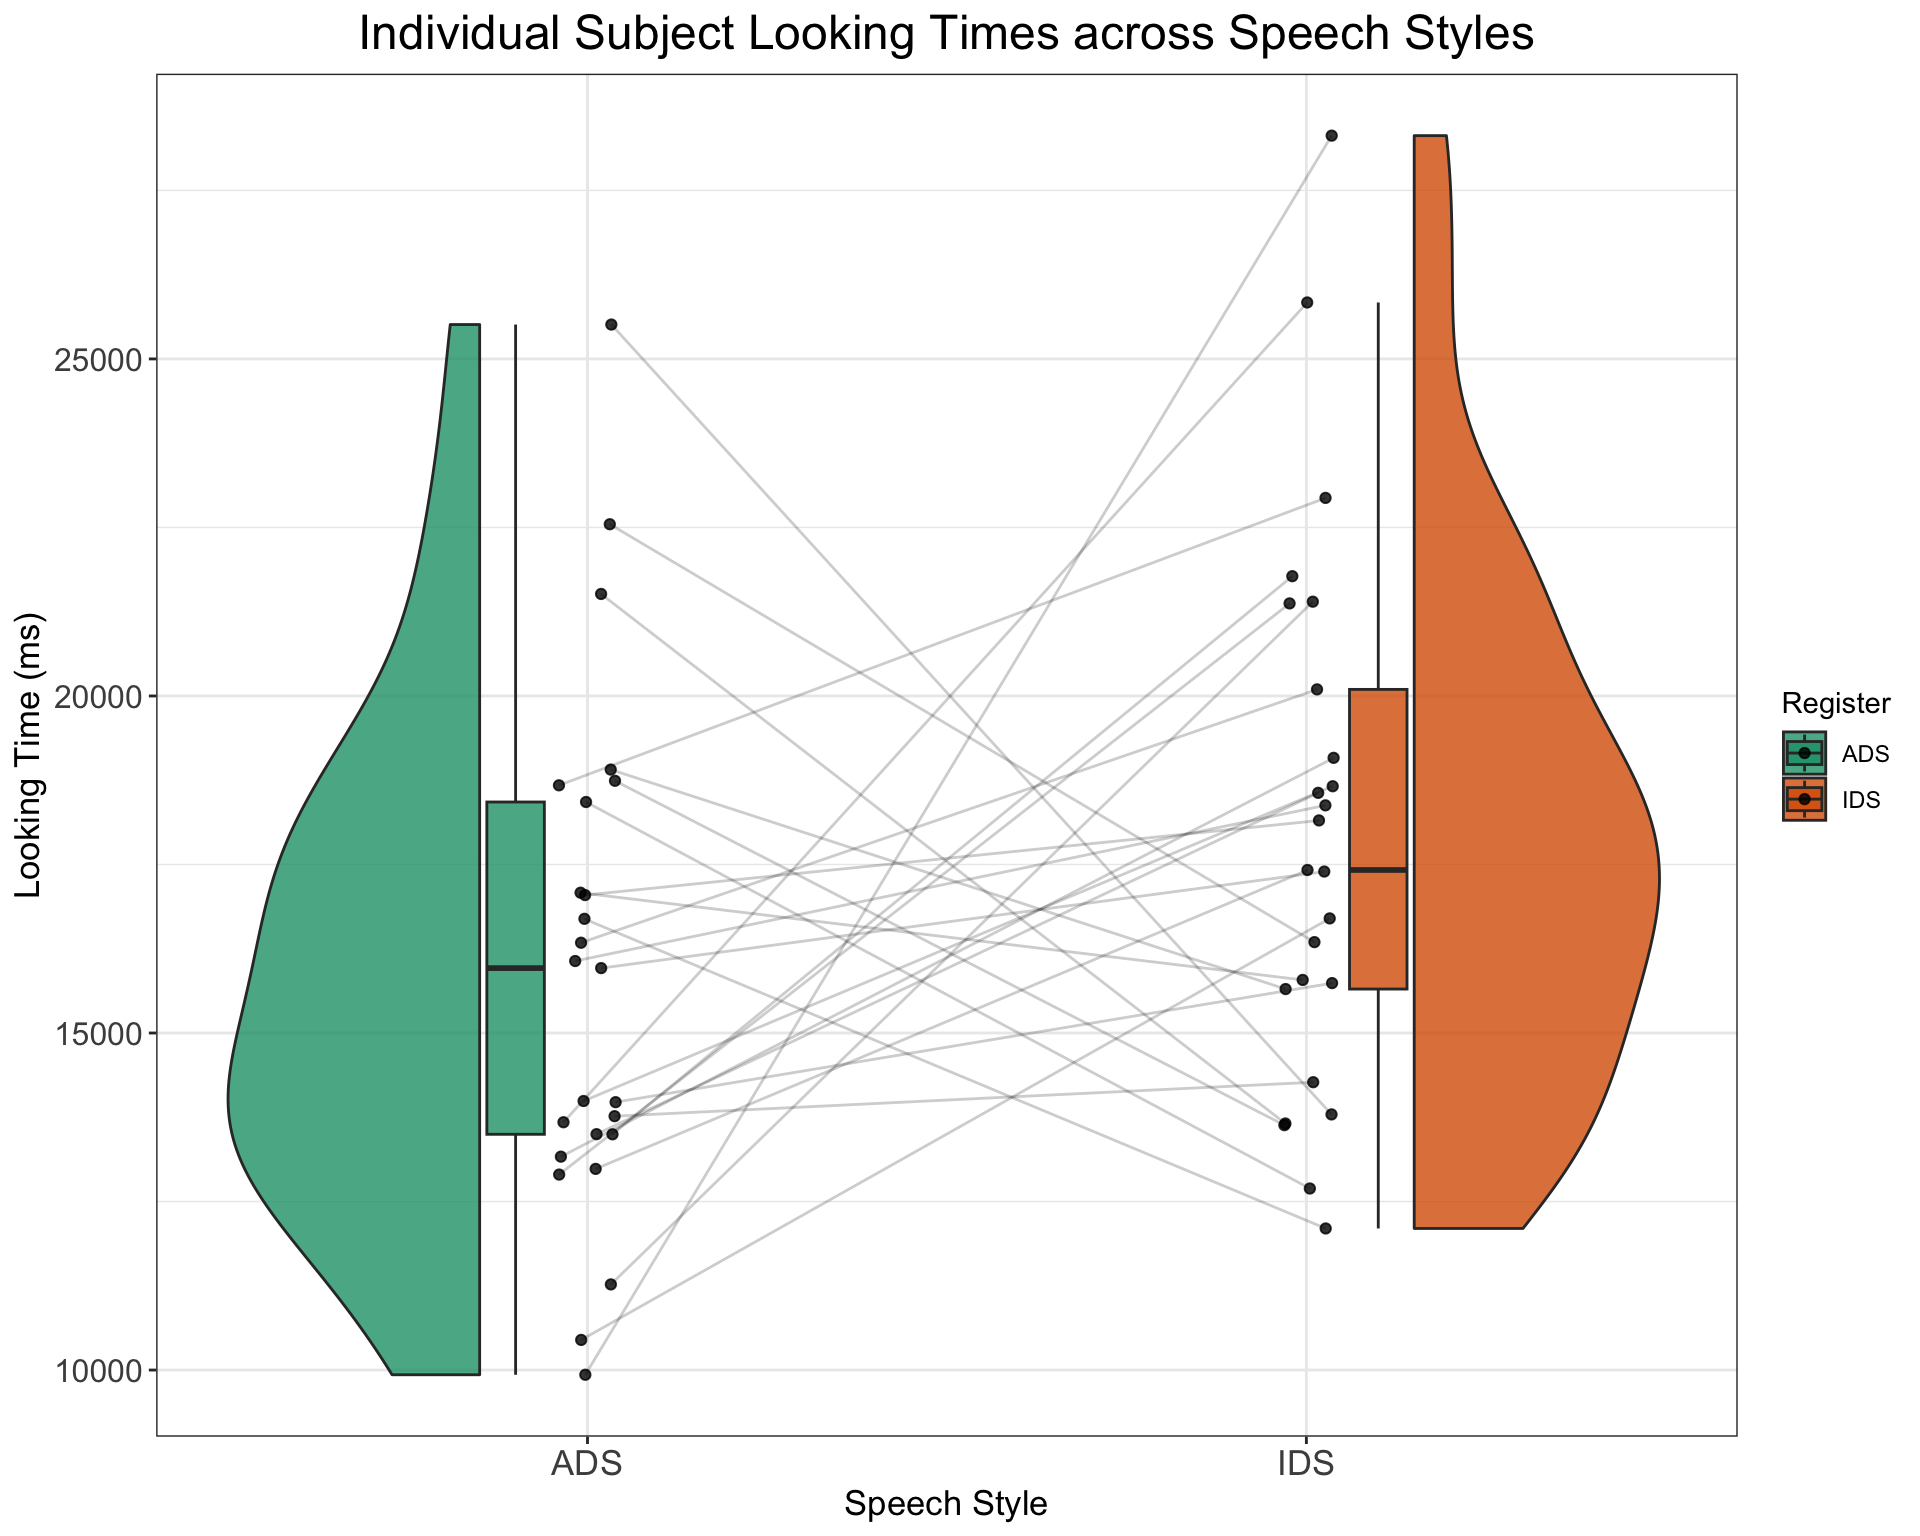 Individual Subject Looking Times across Speech Styles
Looking Time (ms)
25000
20000
15000
10000
ADS
IDS
Speech Style
Register
ADS
IDS